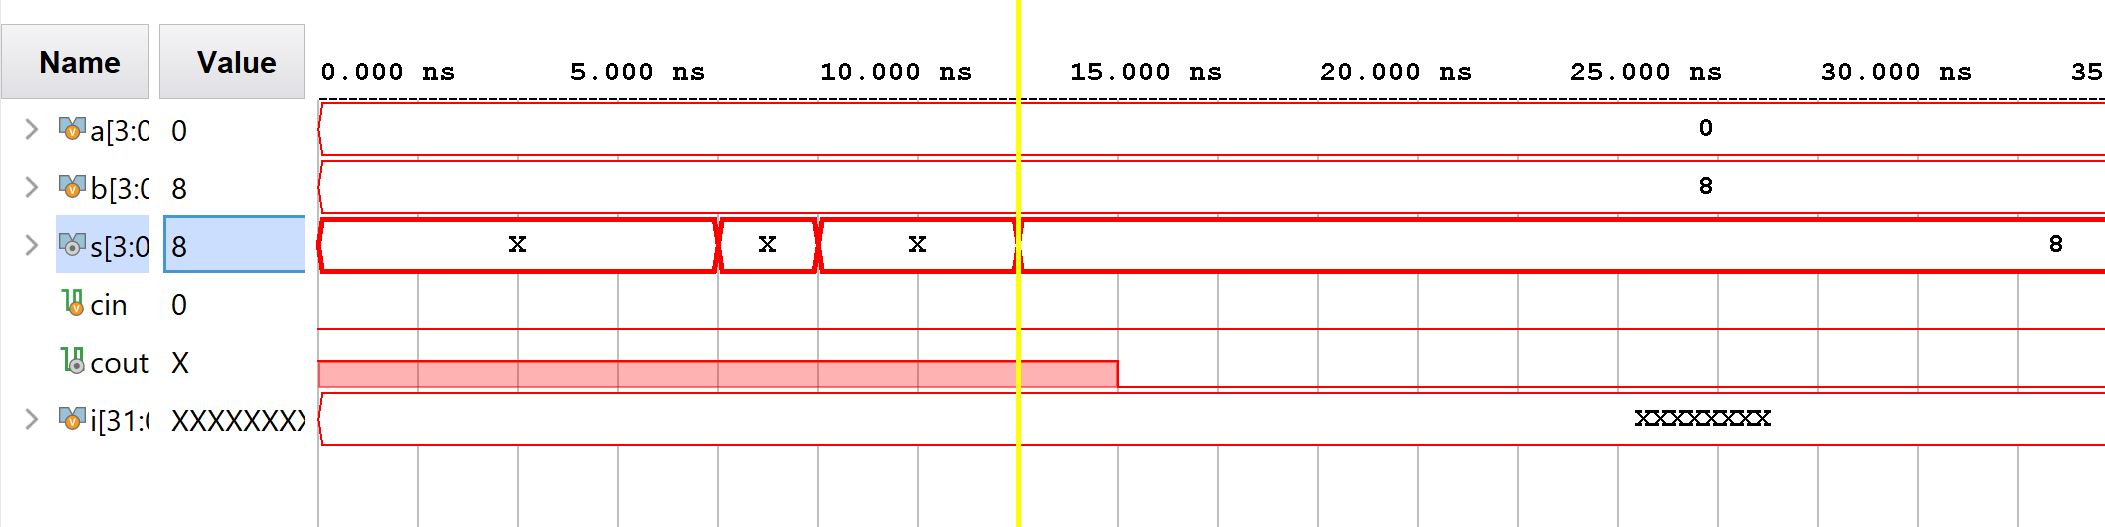 Name Value 0.000 ns 5.000 ns 10.000 ns 15.000 ns 20.000 ns 25.000 ns 30.000 ns 35
a[3:0 0 0
b[3:0 8 8
s[3:0 8 X X X 8
cin 0
cout X
i[31:0 XXXXXXXX XXXXXXXX